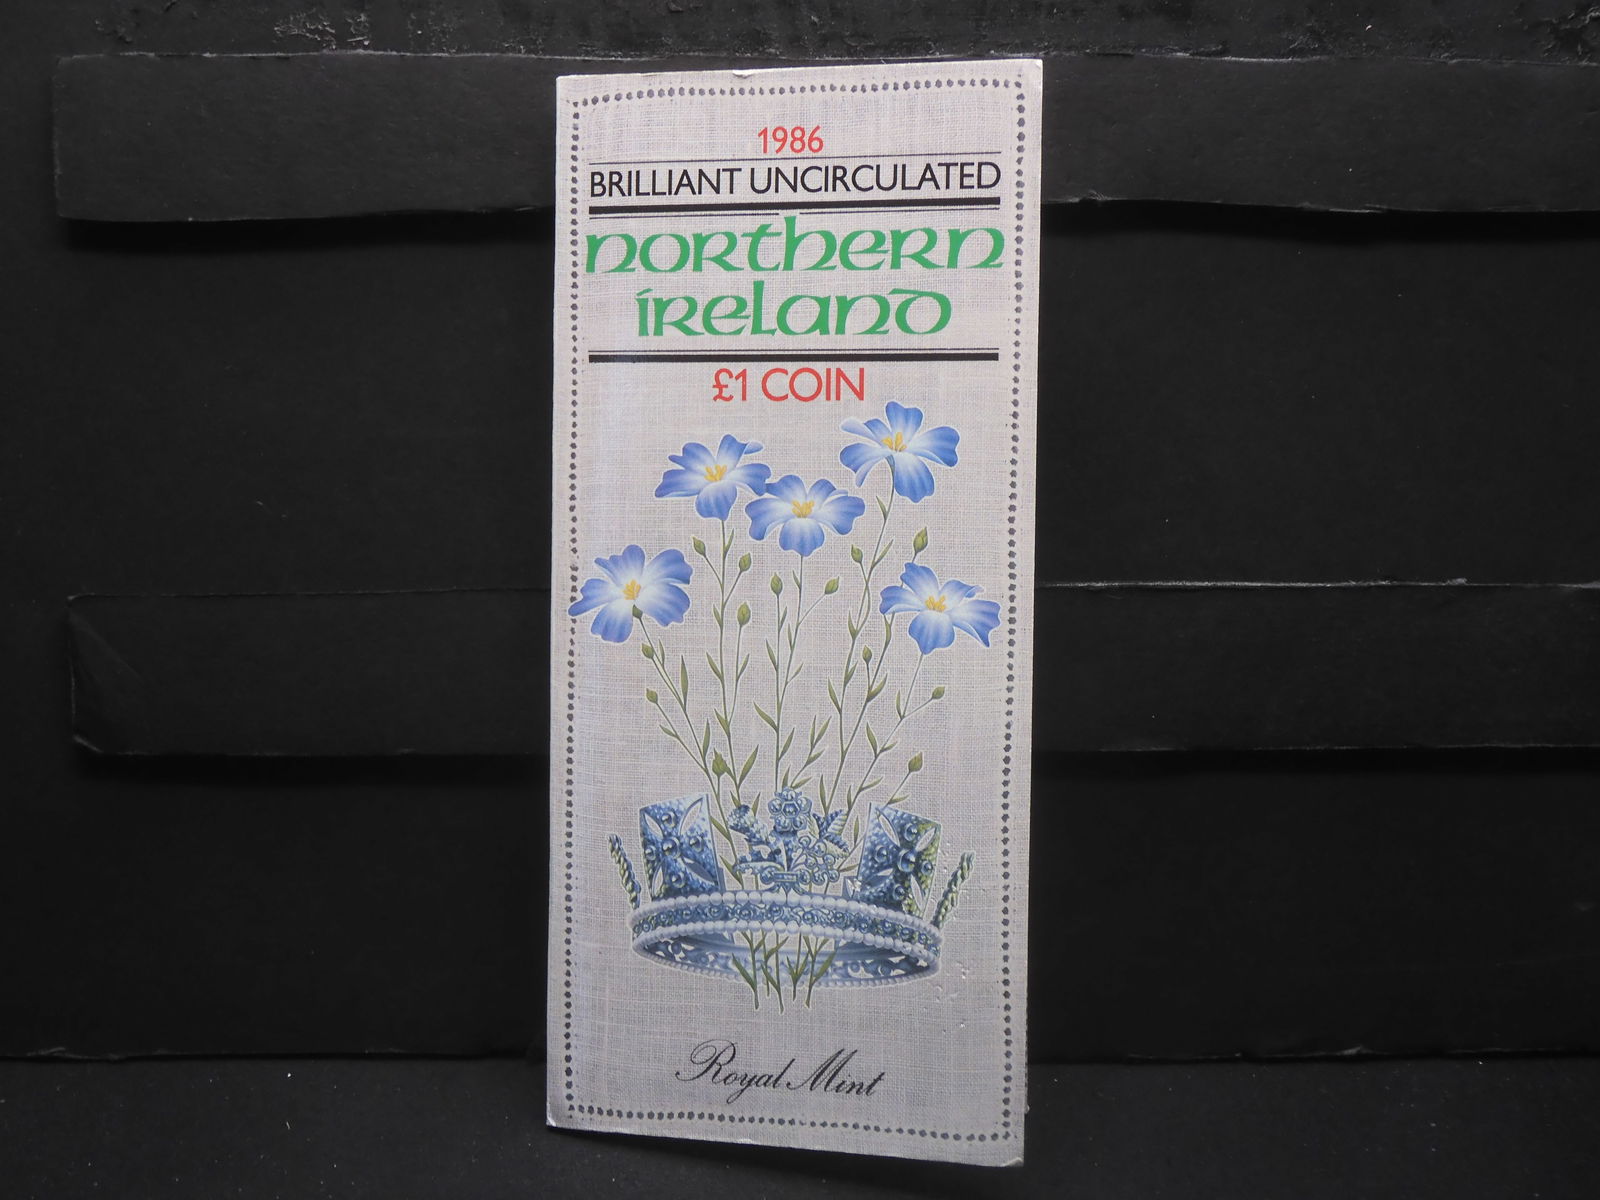 1986
BRILLIANT UNCIRCULATED
NORTHERN
IRELAND
£1 COIN
Royal Mint